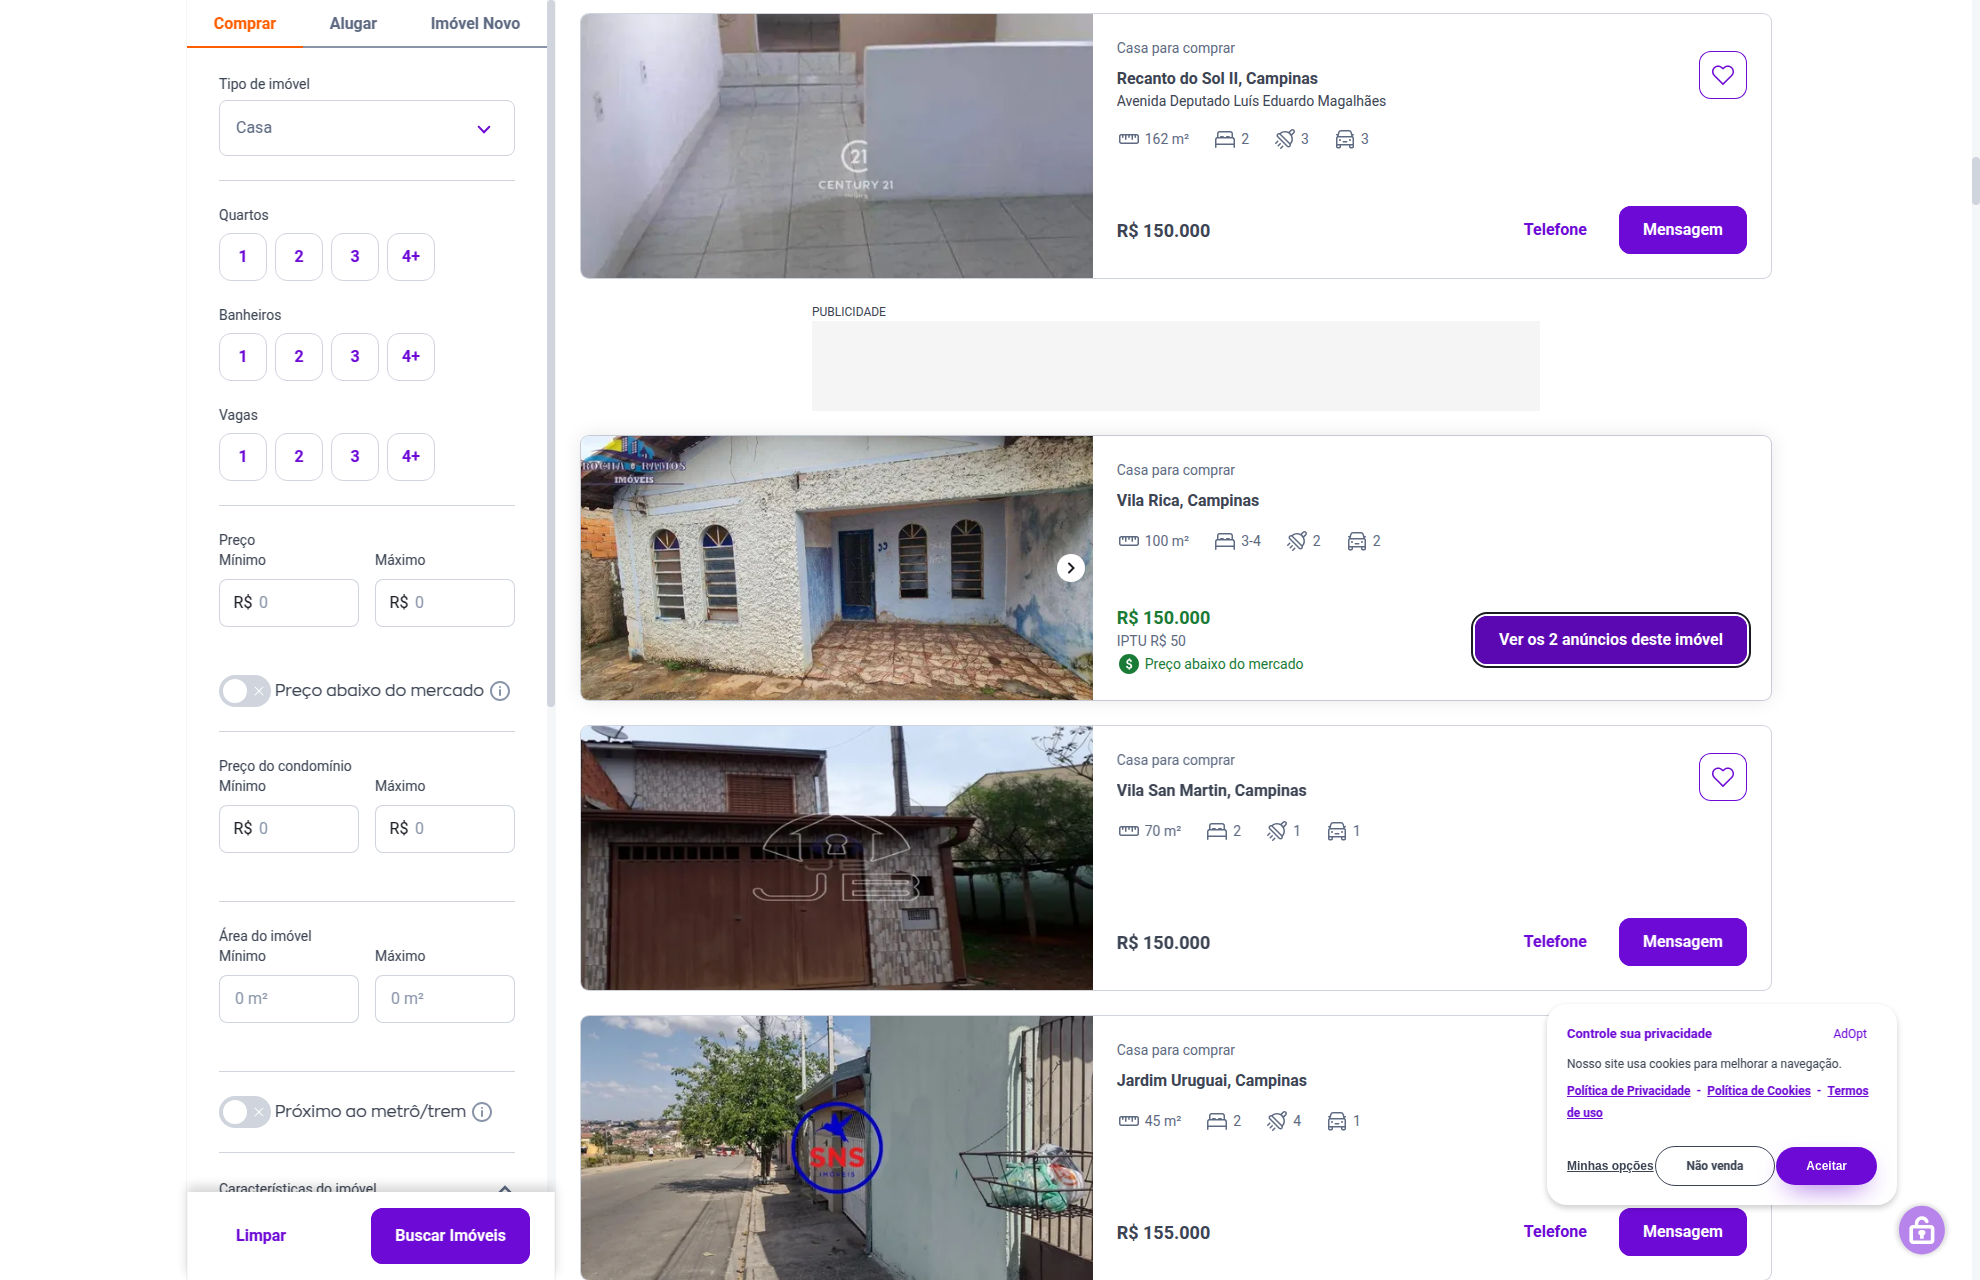 Comprar
Alugar
Imóvel Novo
Tipo de imóvel
Casa
Quartos
1
2
3
4+
Banheiros
1
2
3
4+
Vagas
1
2
3
4+
Preço
Mínimo
Máximo
R$ 0
R$ 0
Preço abaixo do mercado
Preço do condomínio
Mínimo
Máximo
R$ 0
R$ 0
Área do imóvel
Mínimo
Máximo
0 m²
0 m²
Próximo ao metrô/trem
Características do imóvel
Limpar
Buscar Imóveis
21
CENTURY 21
Casa para comprar
Recanto do Sol II, Campinas
Avenida Deputado Luís Eduardo Magalhães
162 m²
2
3
3
R$ 150.000
Telefone
Mensagem
PUBLICIDADE
ROCHA e RAMOS
IMÓVEIS
Casa para comprar
Vila Rica, Campinas
100 m²
3-4
2
2
R$ 150.000
IPTU R$ 50
$ Preço abaixo do mercado
Ver os 2 anúncios deste imóvel
JEB
Casa para comprar
Vila San Martin, Campinas
70 m²
2
1
1
R$ 150.000
Telefone
Mensagem
SNS
IMÓVEIS
Casa para comprar
Jardim Uruguai, Campinas
45 m²
2
4
1
R$ 155.000
Telefone
Mensagem
Controle sua privacidade
AdOpt
Nosso site usa cookies para melhorar a navegação.
Política de Privacidade - Política de Cookies - Termos
de uso
Minhas opções
Não venda
Aceitar